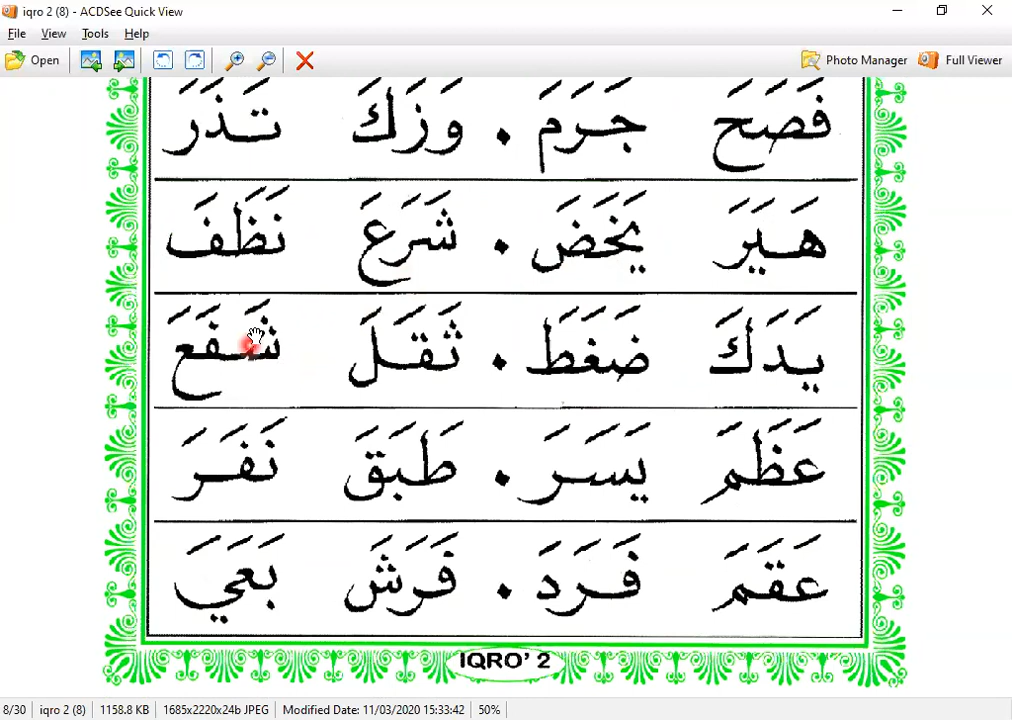 iqro 2 (8) - ACDSee Quick View
File View Tools Help
Open Photo Manager Full Viewer
فَصَحَ جَرَمَ . وَزَكَ تَذَرَ
هَيَرَ يَخَضَ . شَرَعَ نَظَفَ
يَدَكَ ضَغَطَ . ثَقَلَ شَفَعَ
عَظَمَ يَسَرَ . طَبَقَ نَفَرَ
عَقَمَ فَرَدَ . فَرَشَ بَعَيَ
IQRO’ 2
8/30 iqro 2 (8) 1158.8 KB 1685x2220x24b JPEG Modified Date: 11/03/2020 15:33:42 50%